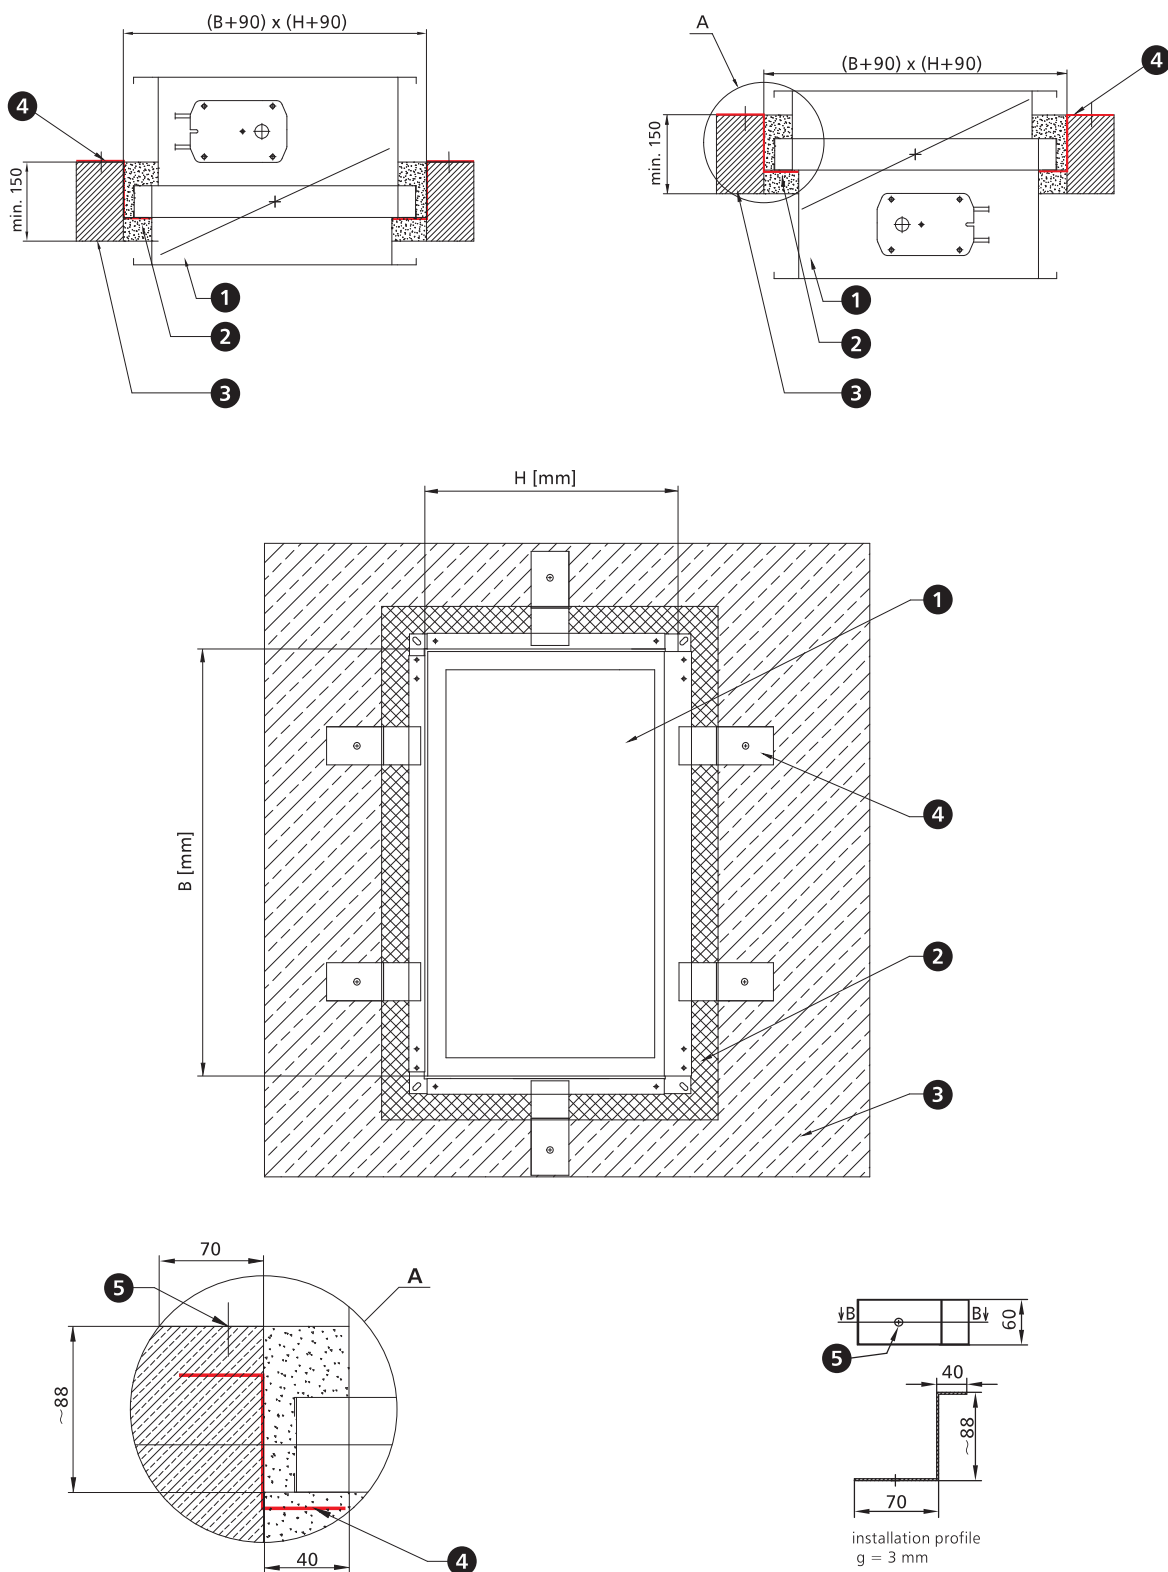 (B+90) x (H+90)
4
min. 150
1
2
3
A
(B+90) x (H+90)
4
min. 150
1
2
3
H [mm]
B [mm]
1
4
2
3
70
5
A
~88
4
40
B
B
60
5
40
~88
70
installation profile
g = 3 mm